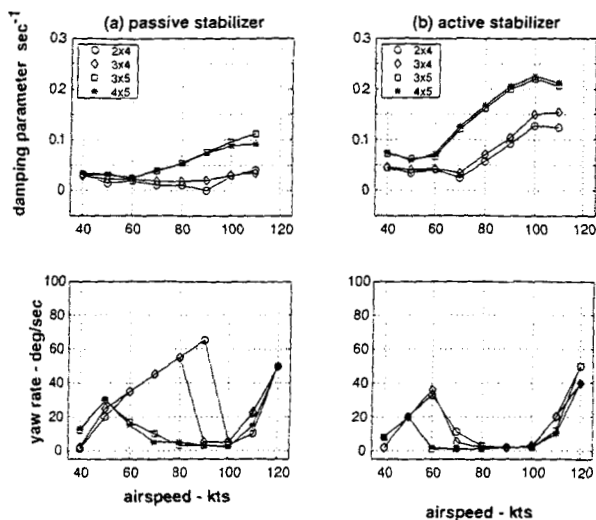 (a) passive stabilizer
(b) active stabilizer
damping parameter sec⁻¹
0.3
0.2
0.1
0
2x4
3x4
3x5
4x5
40 60 80 100 120
0.3
0.2
0.1
0
2x4
3x4
3x5
4x5
40 60 80 100 120
yaw rate - deg/sec
100
80
60
40
20
0
40 60 80 100 120
airspeed - kts
100
80
60
40
20
0
40 60 80 100 120
airspeed - kts